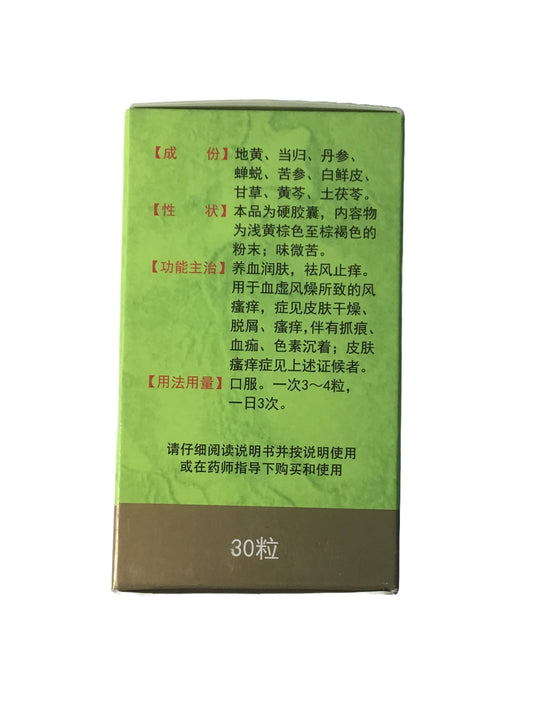 【成　份】地黄、当归、丹参、
蝉蜕、苦参、白鲜皮、
甘草、黄芩、土茯苓。
【性　状】本品为硬胶囊，内容物
为浅黄棕色至棕褐色的
粉末；味微苦。
【功能主治】养血润肤，祛风止痒。
用于血虚风燥所致的风
瘙痒，症见皮肤干燥、
脱屑、瘙痒,伴有抓痕、
血痂、色素沉着；皮肤
瘙痒症见上述证候者。
【用法用量】口服。一次3～4粒，
一日3次。
请仔细阅读说明书并按说明使用
或在药师指导下购买和使用
30粒